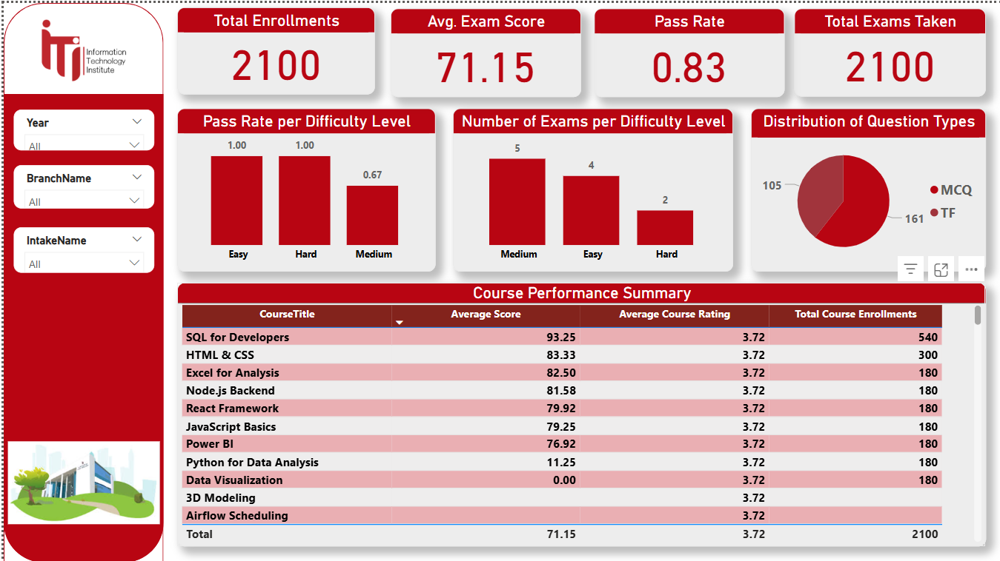 iTi
Information
Technology
Institute
Year
All
BranchName
All
IntakeName
All
Total Enrollments
2100
Avg. Exam Score
71.15
Pass Rate
0.83
Total Exams Taken
2100
Pass Rate per Difficulty Level
1.00 1.00 0.67
Easy Hard Medium
Number of Exams per Difficulty Level
5 4 2
Medium Easy Hard
Distribution of Question Types
105
161
MCQ
TF
Course Performance Summary
CourseTitle Average Score Average Course Rating Total Course Enrollments
SQL for Developers 93.25 3.72 540
HTML & CSS 83.33 3.72 300
Excel for Analysis 82.50 3.72 180
Node.js Backend 81.58 3.72 180
React Framework 79.92 3.72 180
JavaScript Basics 79.25 3.72 180
Power BI 76.92 3.72 180
Python for Data Analysis 11.25 3.72 180
Data Visualization 0.00 3.72 180
3D Modeling 3.72
Airflow Scheduling 3.72
Total 71.15 3.72 2100